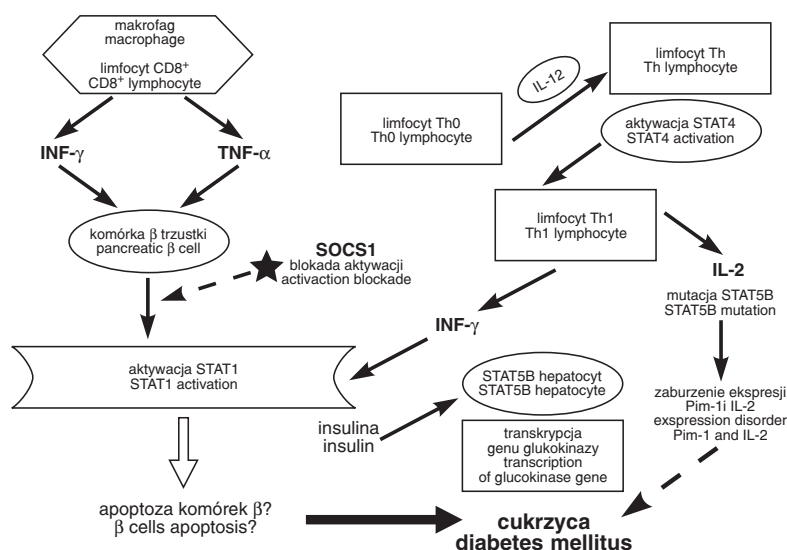 makrofag
macrophage
limfocyt CD8+
CD8+ lymphocyte
INF-γ
TNF-α
komórka β trzustki
pancreatic β cell
SOCS1
blokada aktywacji
activaction blockade
aktywacja STAT1
STAT1 activation
apoptoza komórek β?
β cells apoptosis?
limfocyt Th0
Th0 lymphocyte
IL-12
limfocyt Th
Th lymphocyte
aktywacja STAT4
STAT4 activation
limfocyt Th1
Th1 lymphocyte
INF-γ
IL-2
mutacja STAT5B
STAT5B mutation
zaburzenie ekspresji
Pim-1i IL-2
exspression disorder
Pim-1 and IL-2
insulina
insulin
STAT5B hepatocyt
STAT5B hepatocyte
transkrypcja
genu glukokinazy
transcription
of glucokinase gene
cukrzyca
diabetes mellitus